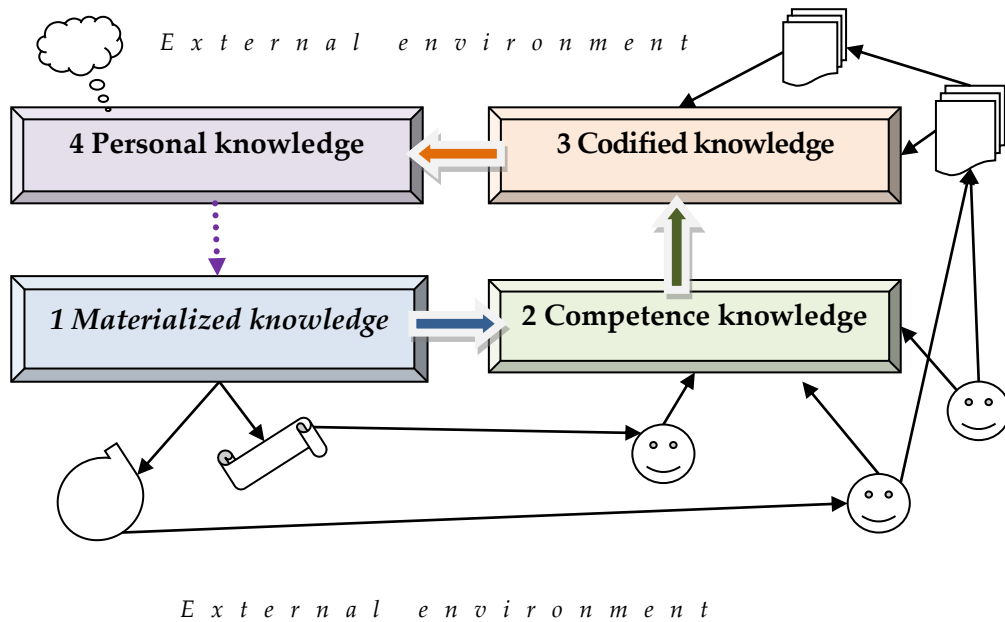 External environment
4 Personal knowledge
3 Codified knowledge
1 Materialized knowledge
2 Competence knowledge
External environment